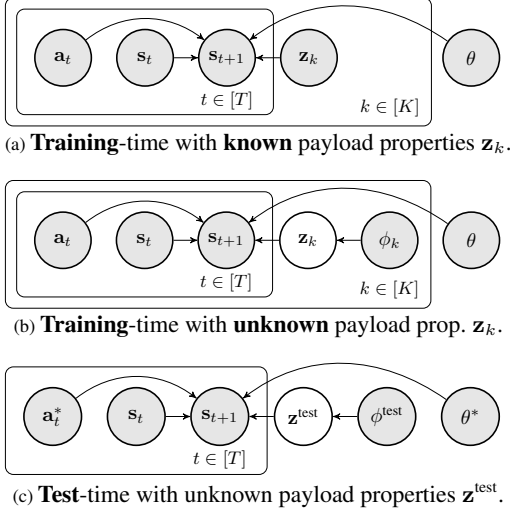 a_t s_t s_{t+1} z_k θ
t ∈ [T] k ∈ [K]
(a) Training-time with known payload properties z_k.
a_t s_t s_{t+1} z_k ϕ_k θ
t ∈ [T] k ∈ [K]
(b) Training-time with unknown payload prop. z_k.
a_t^* s_t s_{t+1} z^test ϕ^test θ^*
t ∈ [T]
(c) Test-time with unknown payload properties z^test.